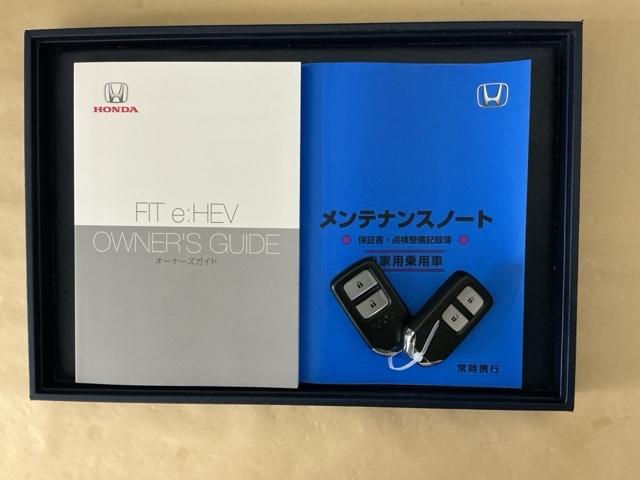 HONDA
FIT e:HEV
OWNER'S GUIDE
オーナーズガイド
メンテナンスノート
保証書・点検整備記録簿
家用乗用車
常時携行